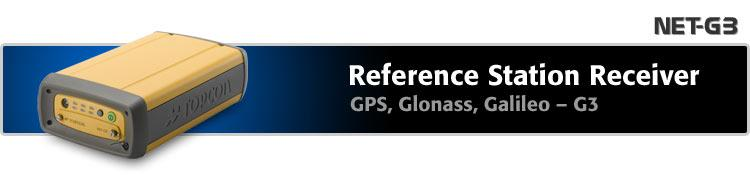 NET-G3
Reference Station Receiver
GPS, Glonass, Galileo – G3
TOPCON